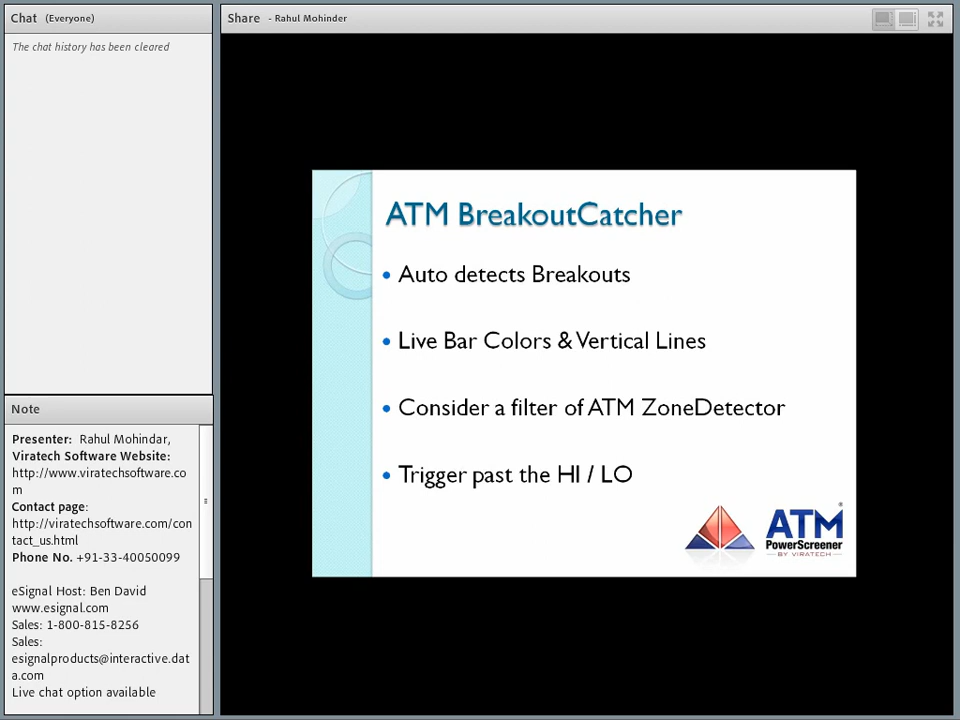 Chat (Everyone)
The chat history has been cleared
Note
Presenter: Rahul Mohindar,
Viratech Software Website:
http://www.viratechsoftware.co
m
Contact page:
http://viratechsoftware.com/con
tact_us.html
Phone No. +91-33-40050099
eSignal Host: Ben David
www.esignal.com
Sales: 1-800-815-8256
Sales:
esignalproducts@interactive.dat
a.com
Live chat option available
Share - Rahul Mohinder
ATM BreakoutCatcher
• Auto detects Breakouts
• Live Bar Colors & Vertical Lines
• Consider a filter of ATM ZoneDetector
• Trigger past the HI / LO
ATM®
PowerScreener
BY VIRATECH